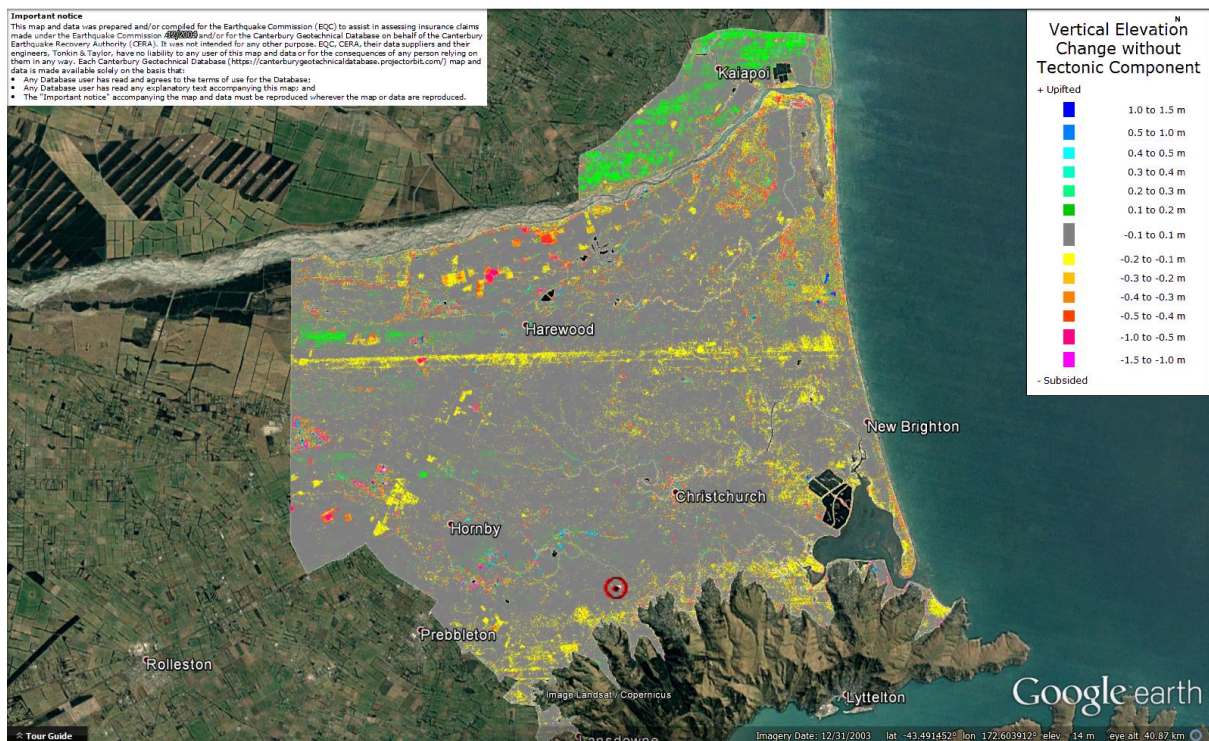 Important notice
This map and data was prepared and/or compiled for the Earthquake Commission (EQC) to assist in assessing insurance claims
made under the Earthquake Commission and/or for the Canterbury Geotechnical Database on behalf of the Canterbury
Earthquake Recovery Authority (CERA). It was not intended for any other purpose. EQC, CERA, their data suppliers and their
engineers, Tonkin & Taylor, have no liability to any user of this map and data or for the consequences of any person relying on
them in any way. Each Canterbury Geotechnical Database (https://canterburygeotechnicaldatabase.projectorbit.com/) map and
data is made available solely on the basis that:
• Any Database user has read and agrees to the terms of use for the Database;
• Any Database user has read any explanatory text accompanying this map; and
• The "Important notice" accompanying the map and data must be reproduced wherever the map or data are reproduced.
N
Vertical Elevation
Change without
Tectonic Component
+ Uplifted
1.0 to 1.5 m
0.5 to 1.0 m
0.4 to 0.5 m
0.3 to 0.4 m
0.2 to 0.3 m
0.1 to 0.2 m
-0.1 to 0.1 m
-0.2 to -0.1 m
-0.3 to -0.2 m
-0.4 to -0.3 m
-0.5 to -0.4 m
-1.0 to -0.5 m
-1.5 to -1.0 m
- Subsided
Kaiapoi
Harewood
New Brighton
Christchurch
Hornby
Prebbleton
Rolleston
Image Landsat / Copernicus
Lyttelton
Lansdowne
Google earth
Tour Guide
Imagery Date: 12/31/2003 lat -43.491452° lon 172.603912° elev 14 m eye alt 40.87 km